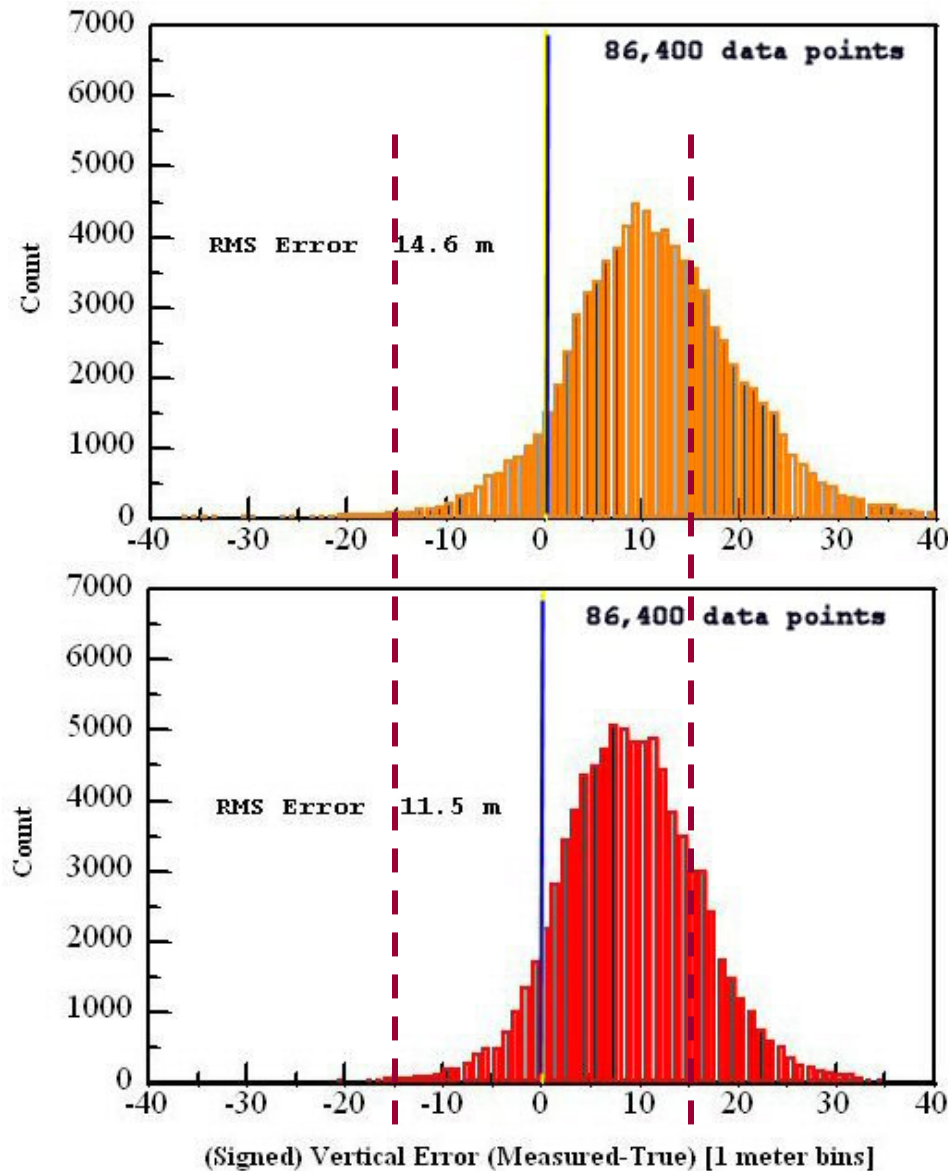 7000
6000
5000
4000
3000
2000
1000
0
Count
86,400 data points
RMS Error 14.6 m
-40 -30 -20 -10 0 10 20 30 40
7000
6000
5000
4000
3000
2000
1000
0
Count
86,400 data points
RMS Error 11.5 m
-40 -30 -20 -10 0 10 20 30 40
(Signed) Vertical Error (Measured-True) [1 meter bins]